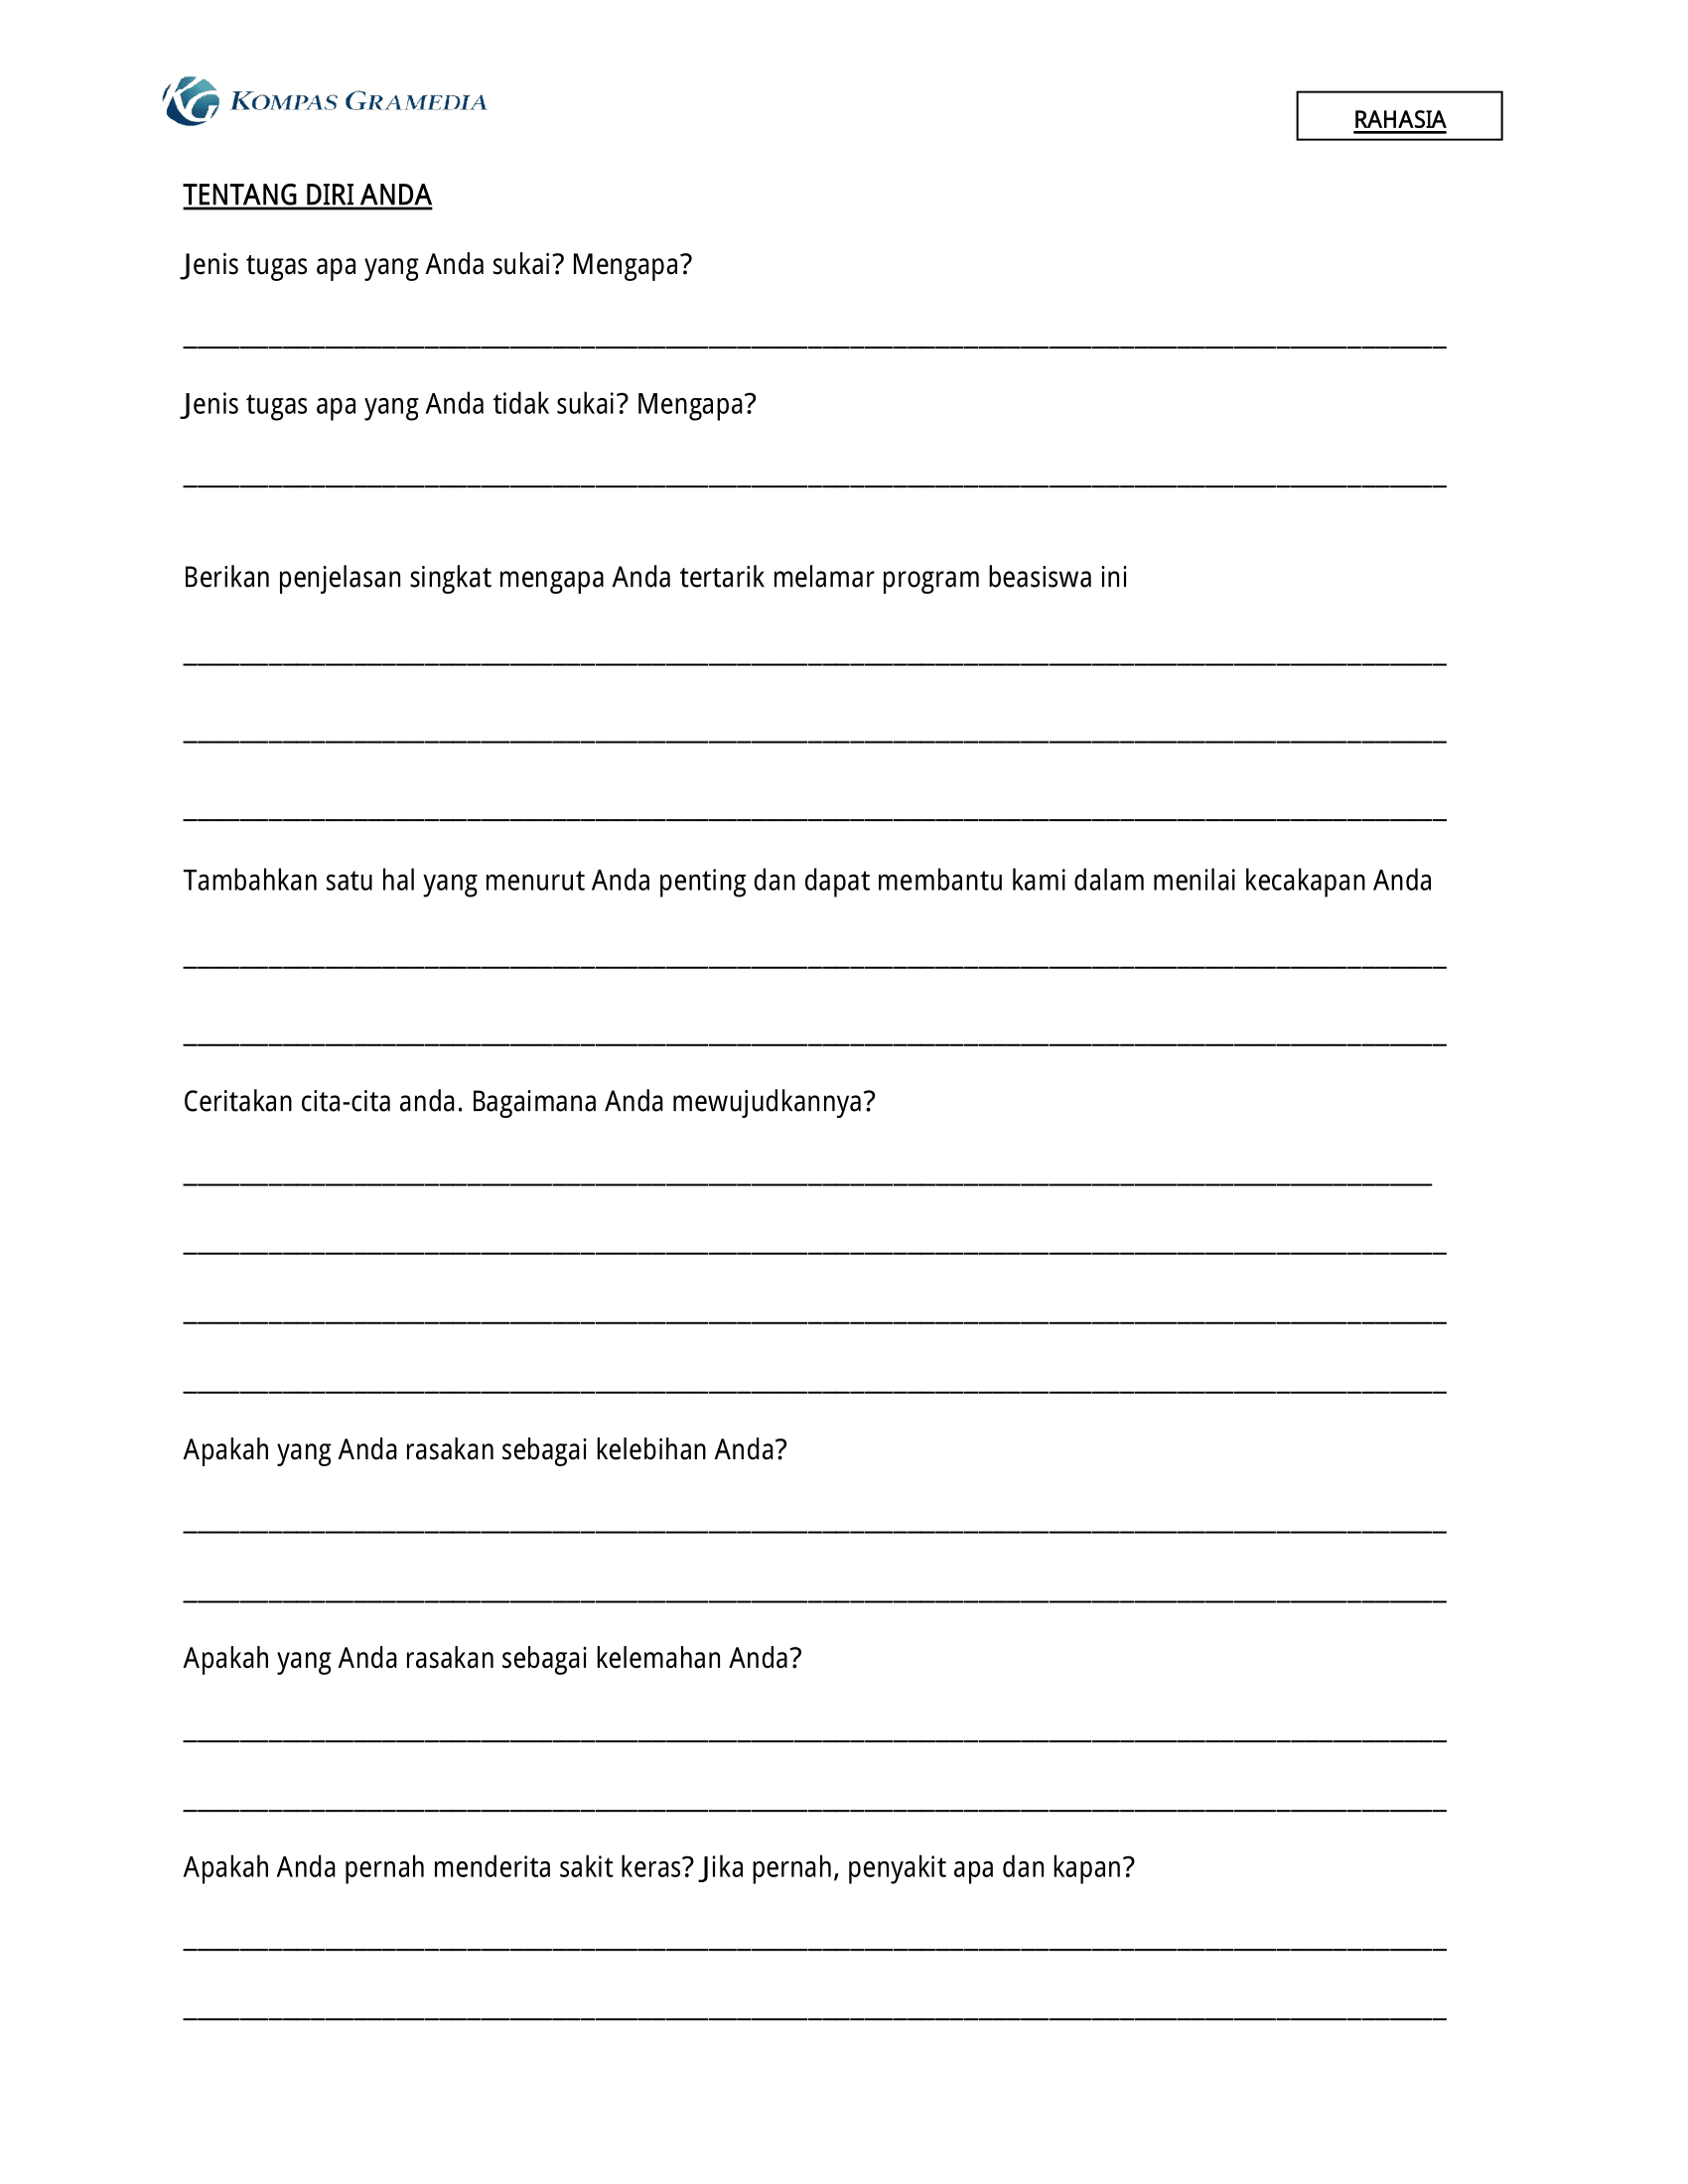 KOMPAS GRAMEDIA
RAHASIA
TENTANG DIRI ANDA
Jenis tugas apa yang Anda sukai? Mengapa?
Jenis tugas apa yang Anda tidak sukai? Mengapa?
Berikan penjelasan singkat mengapa Anda tertarik melamar program beasiswa ini
Tambahkan satu hal yang menurut Anda penting dan dapat membantu kami dalam menilai kecakapan Anda
Ceritakan cita-cita anda. Bagaimana Anda mewujudkannya?
Apakah yang Anda rasakan sebagai kelebihan Anda?
Apakah yang Anda rasakan sebagai kelemahan Anda?
Apakah Anda pernah menderita sakit keras? Jika pernah, penyakit apa dan kapan?